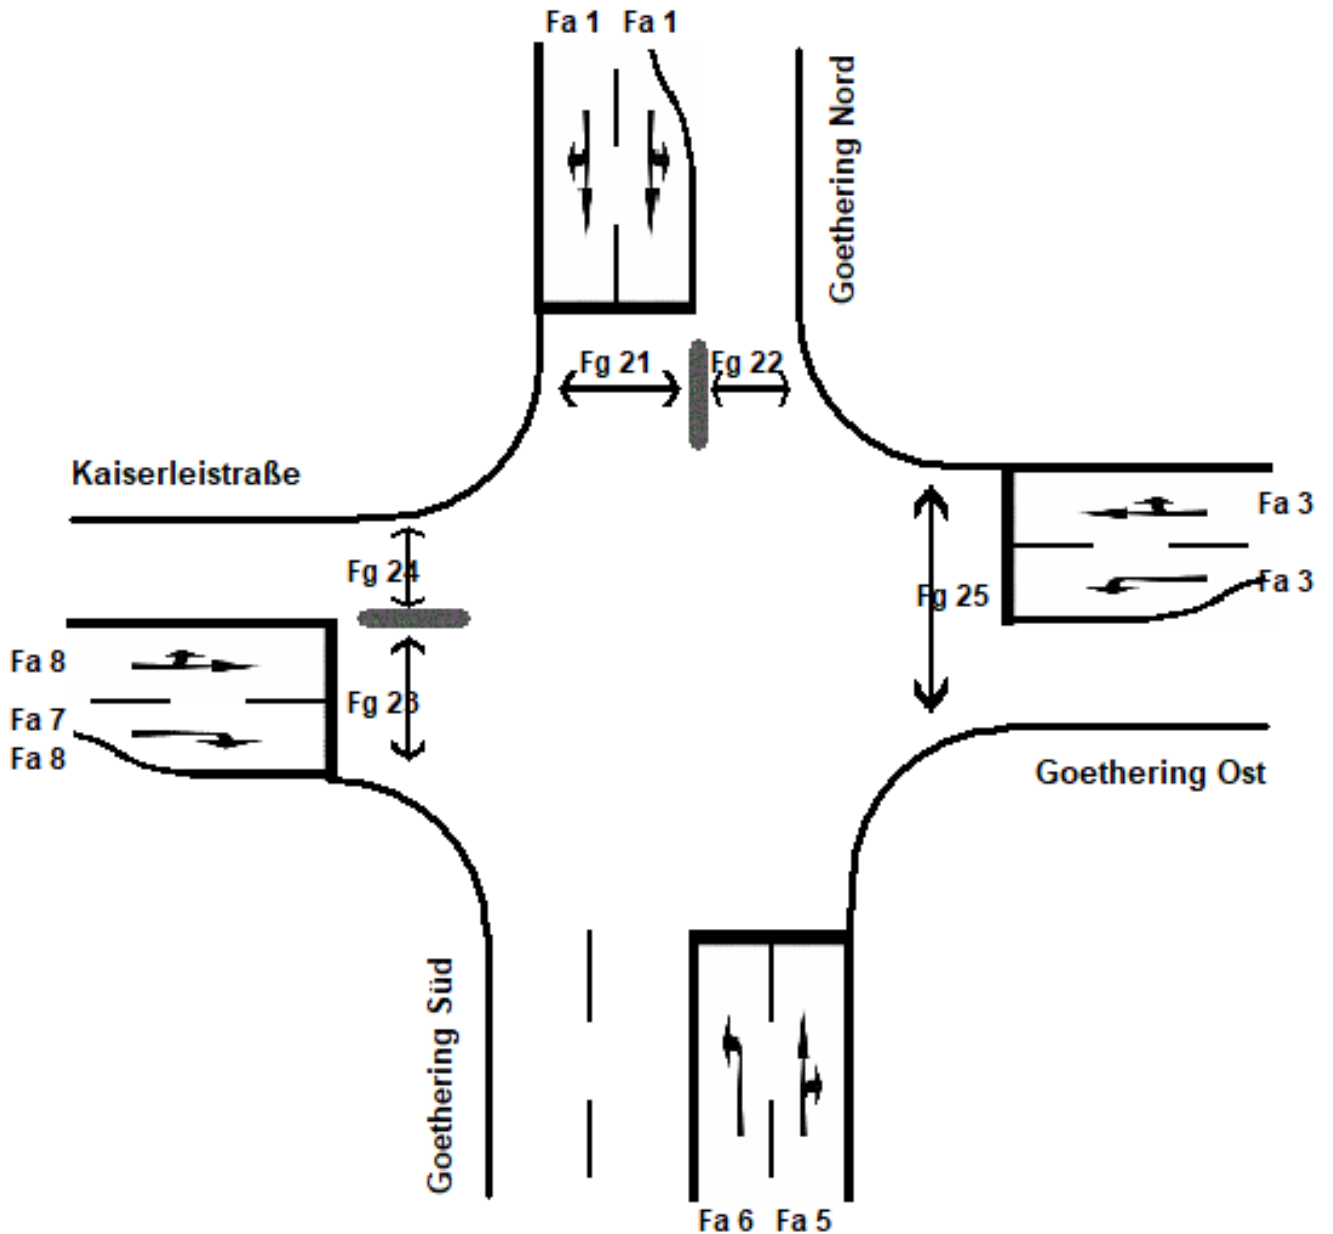 Fa 1 Fa 1
Goethering Nord
Fg 21
Fg 22
Kaiserleistraße
Fa 3
Fg 24
Fa 3
Fg 25
Fa 8
Fg 23
Fa 7
Fa 8
Goethering Ost
Goethering Süd
Fa 6 Fa 5